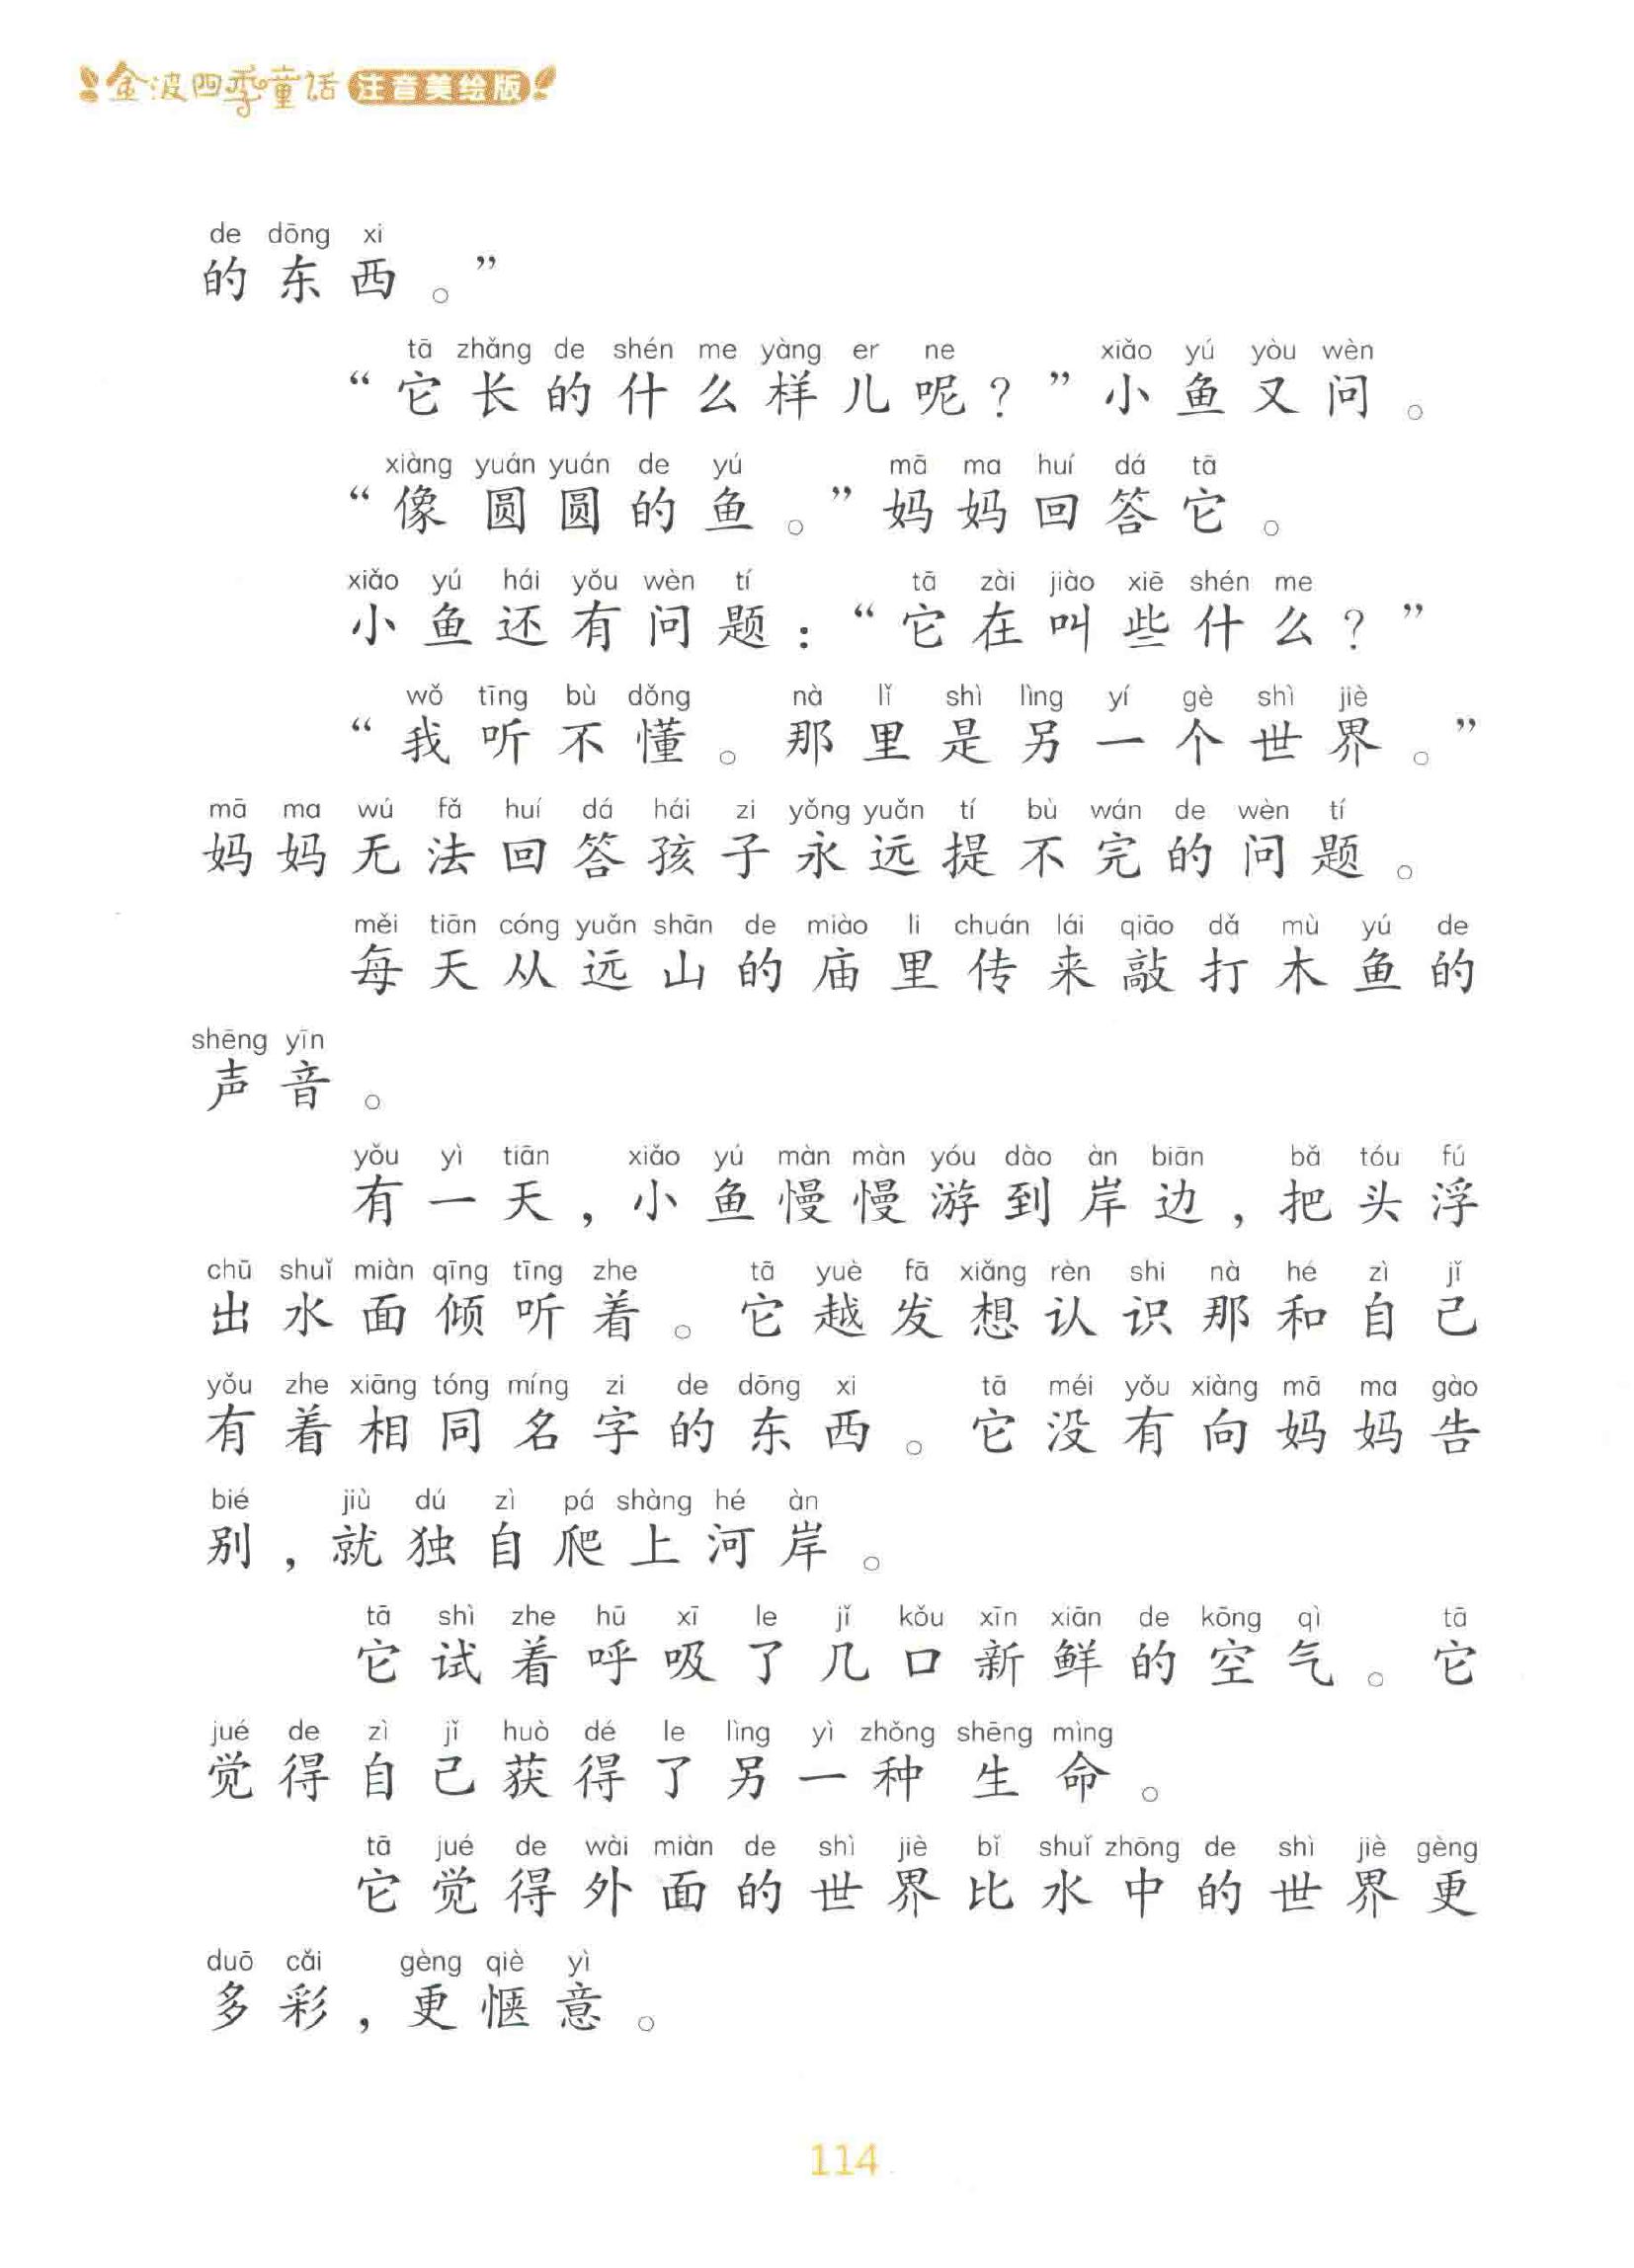 金波四季童话 注音美绘版
de dōng xi
的东西。”
tā zhǎng de shén me yàng er ne xiǎo yú yòu wèn
“它长的什么样儿呢？”小鱼又问。
xiàng yuán yuán de yú mā ma huí dá tā
“像圆圆的鱼。”妈妈回答它。
xiǎo yú hái yǒu wèn tí tā zài jiào xiē shén me
小鱼还有问题：“它在叫些什么？”
wǒ tīng bù dǒng nà lǐ shì lìng yí gè shì jiè
“我听不懂。那里是另一个世界。”
mā ma wú fǎ huí dá hái zi yǒng yuǎn tí bù wán de wèn tí
妈妈无法回答孩子永远提不完的问题。
měi tiān cóng yuǎn shān de miào li chuán lái qiāo dǎ mù yú de
每天从远山的庙里传来敲打木鱼的
shēng yīn
声音。
yǒu yì tiān xiǎo yú màn màn yóu dào àn biān bǎ tóu fú
有一天，小鱼慢慢游到岸边，把头浮
chū shuǐ miàn qīng tīng zhe tā yuè fā xiǎng rèn shi nà hé zì jǐ
出水面倾听着。它越发想认识那和自己
yǒu zhe xiāng tóng míng zi de dōng xi tā méi yǒu xiàng mā ma gào
有着相同名字的东西。它没有向妈妈告
bié jiù dú zì pá shàng hé àn
别，就独自爬上河岸。
tā shì zhe hū xī le jǐ kǒu xīn xiān de kōng qì tā
它试着呼吸了几口新鲜的空气。它
jué de zì jǐ huò dé le lìng yì zhǒng shēng mìng
觉得自己获得了另一种生命。
tā jué de wài miàn de shì jiè bǐ shuǐ zhōng de shì jiè gèng
它觉得外面的世界比水中的世界更
duō cǎi gèng qiè yì
多彩，更惬意。
114